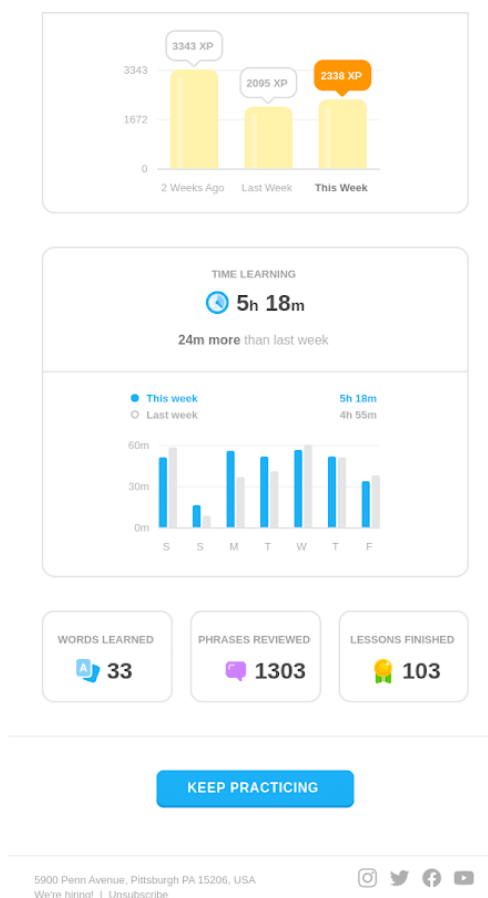 3343 XP
2095 XP
2338 XP
3343
1672
0
2 Weeks Ago Last Week This Week
TIME LEARNING
5h 18m
24m more than last week
This week 5h 18m
Last week 4h 55m
60m
30m
0m
S S M T W T F
WORDS LEARNED PHRASES REVIEWED LESSONS FINISHED
A 33 1303 103
KEEP PRACTICING
5900 Penn Avenue, Pittsburgh PA 15206, USA
We're hiring! | Unsubscribe